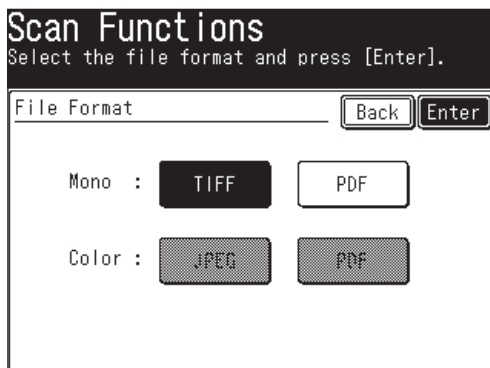 Scan Functions
Select the file format and press [Enter].
File Format Back Enter
Mono : TIFF PDF
Color : JPEG PDF